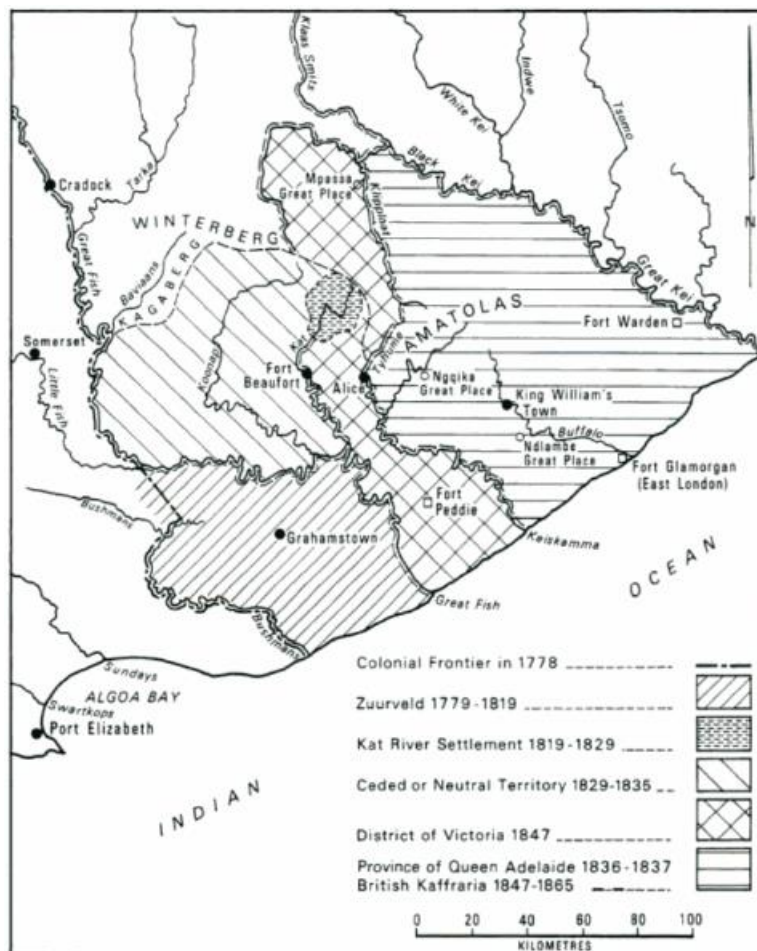 Klaas Smits
White Kei
Indwe
Tsomo
Black Kei
Cradock
Tarka
Mpassa
Great Place
Klipplaat
Great Fish
WINTERBERG
N
Baviaans
KAGABERG
Great Kei
Fort Warden
AMATOLAS
Somerset
Kat
Tyhume
Koonap
Fort
Beaufort
Alice
Ngqika
Great Place
King William's
Town
Little Fish
Buffalo
Ndlambe
Great Place
Fort Glamorgan
(East London)
Bushmans
Fort
Peddie
Grahamstown
Keiskamma
OCEAN
Great Fish
Bushmans
Sundays
ALGOA BAY
Swartkops
Port Elizabeth
INDIAN
Colonial Frontier in 1778
Zuurveld 1779-1819
Kat River Settlement 1819-1829
Ceded or Neutral Territory 1829-1835
District of Victoria 1847
Province of Queen Adelaide 1836-1837
British Kaffraria 1847-1865
0 20 40 60 80 100
KILOMETRES